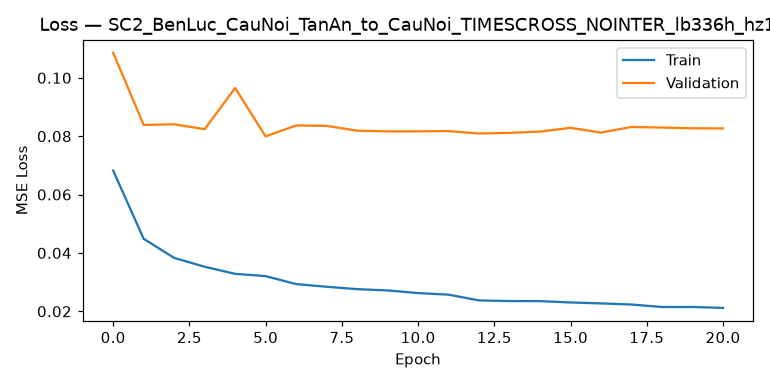 Loss — SC2_BenLuc_CauNoi_TanAn_to_CauNoi_TIMESCROSS_NOINTER_lb336h_hz1
Train
Validation
0.10
0.08
0.06
0.04
0.02
MSE Loss
0.0 2.5 5.0 7.5 10.0 12.5 15.0 17.5 20.0
Epoch